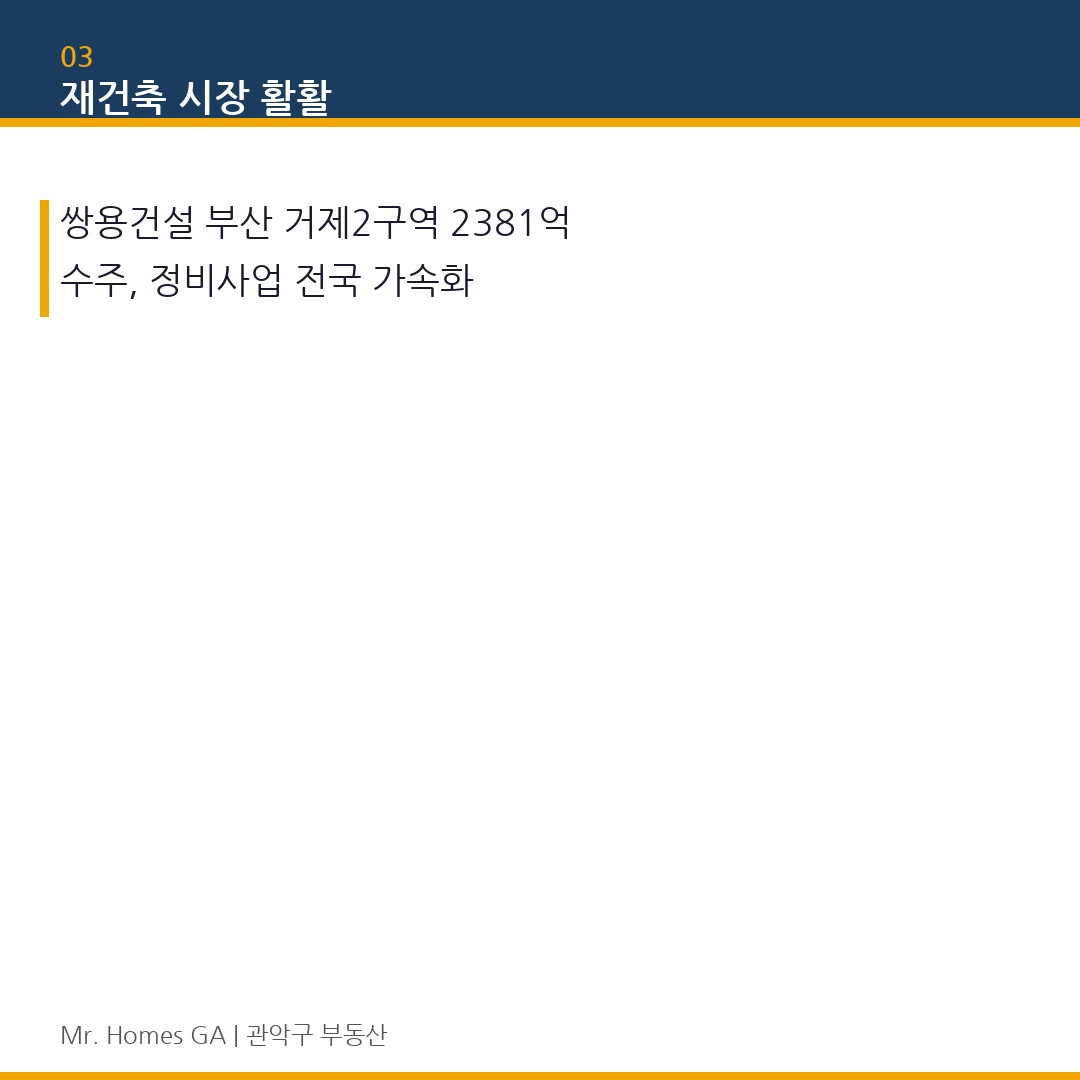 03
재건축 시장 활활
쌍용건설 부산 거제2구역 2381억
수주, 정비사업 전국 가속화
Mr. Homes GA | 관악구 부동산